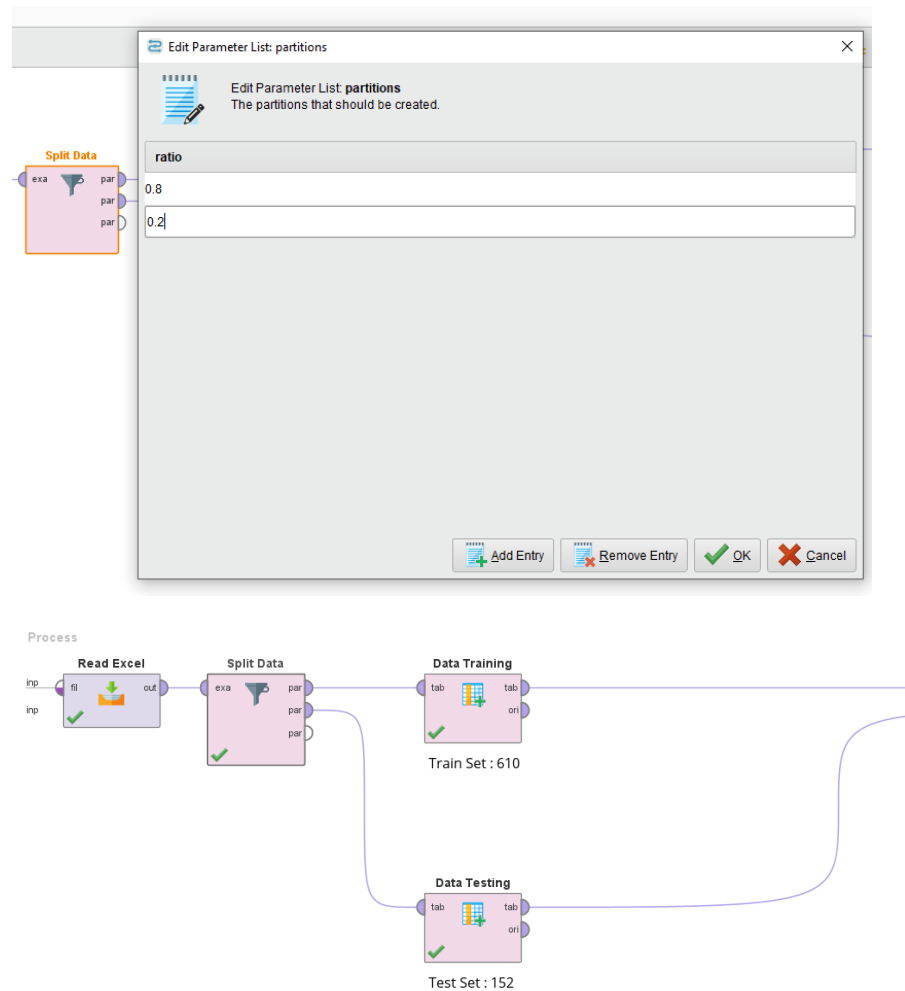 Edit Parameter List: partitions
Edit Parameter List: partitions
The partitions that should be created.
Split Data
exa par
par
par
ratio
0.8
0.2
Add Entry
Remove Entry
OK
Cancel
Process
Read Excel
Split Data
Data Training
inp fil out
exa par
tab tab
inp
par
ori
par
Train Set : 610
Data Testing
tab tab
ori
Test Set : 152